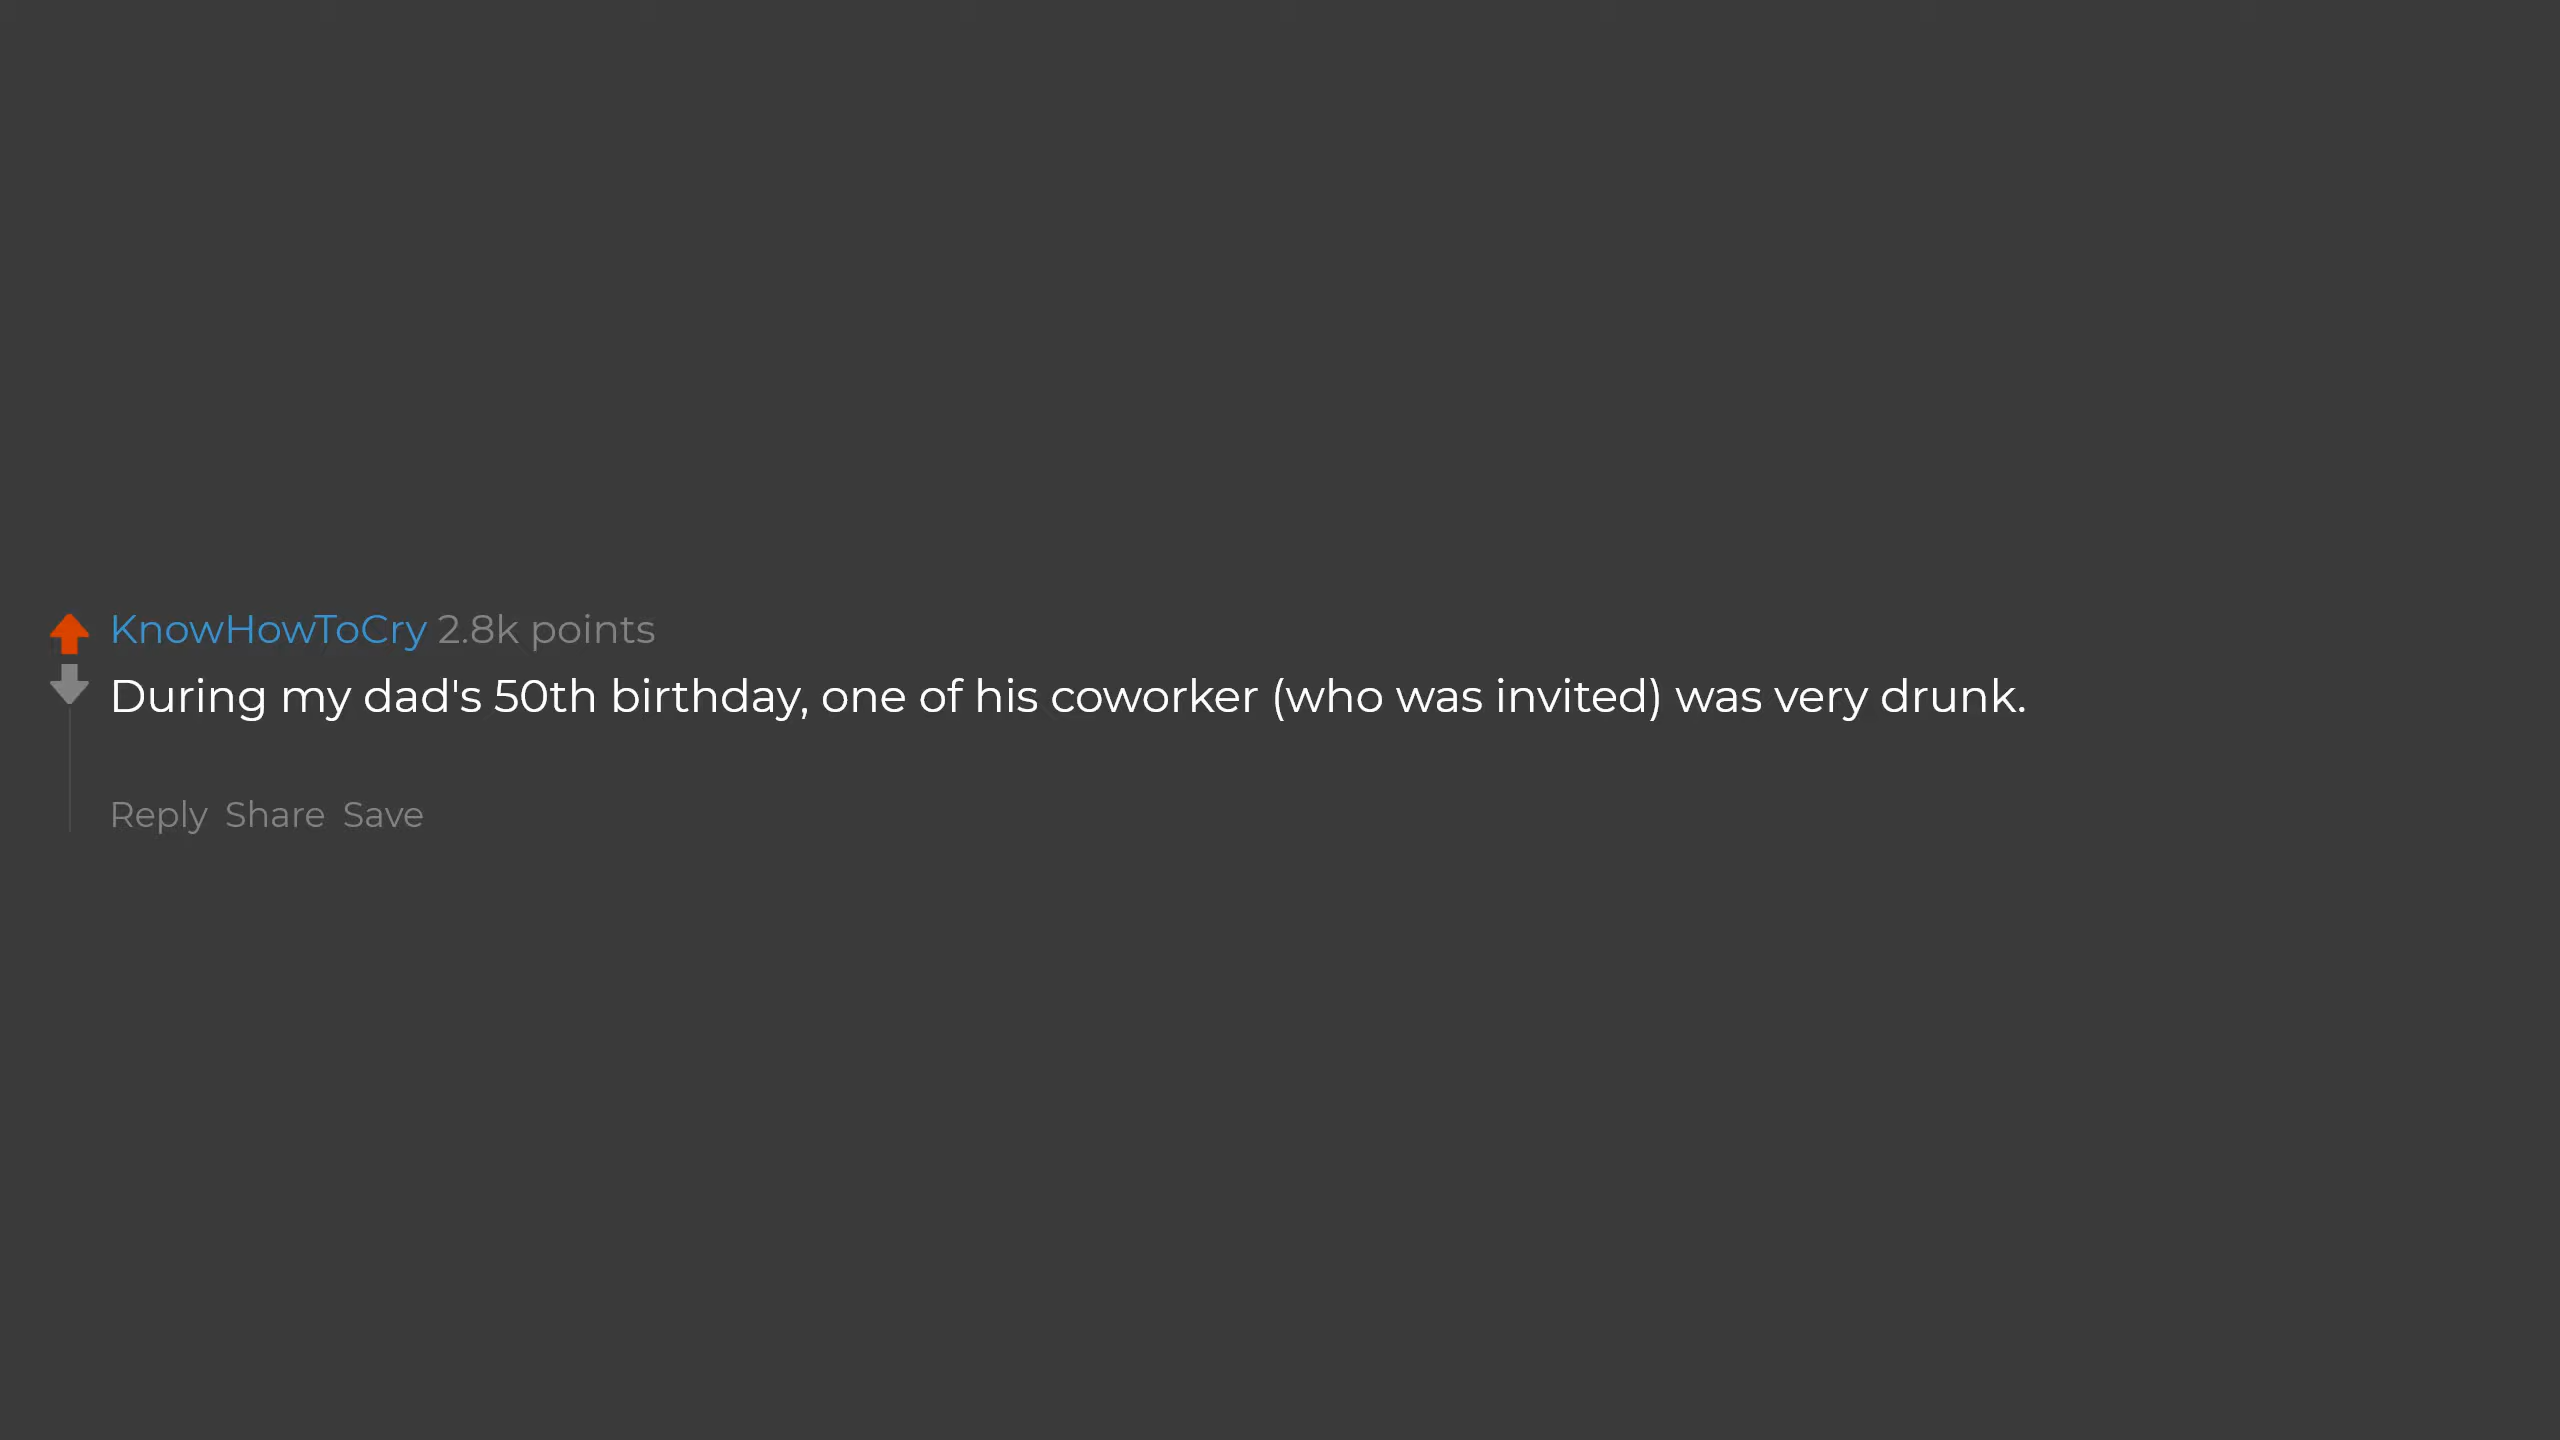 KnowHowToCry 2.8k points
During my dad's 50th birthday, one of his coworker (who was invited) was very drunk.
Reply Share Save